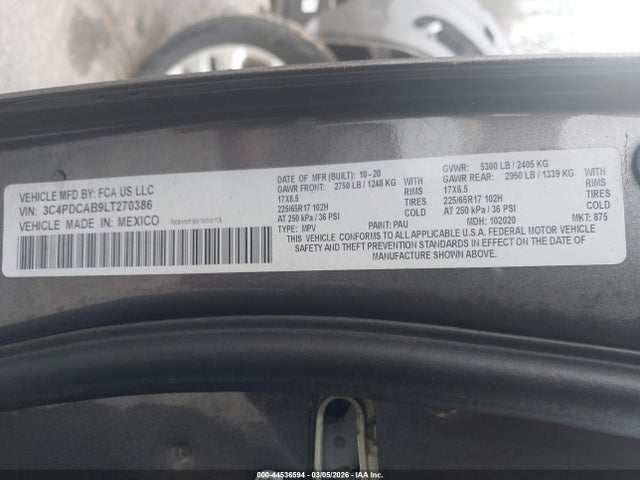 VEHICLE MFD BY: FCA US LLC
VIN: 3C4PDCAB9LT270386
VEHICLE MADE IN: MEXICO
DATE OF MFR (BUILT): 10-20
GAWR FRONT: 2750 LB / 1248 KG WITH
17X6.5 RIMS
225/65R17 102H TIRES
AT 250 kPa / 36 PSI COLD
TYPE: MPV PAINT: PAU
GVWR: 5300 LB / 2405 KG
GAWR REAR: 2950 LB / 1339 KG WITH
17X6.5 RIMS
225/65R17 102H TIRES
AT 250 kPa / 36 PSI COLD
MDH: 102020 MKT: 875
THIS VEHICLE CONFORMS TO ALL APPLICABLE U.S.A. FEDERAL MOTOR VEHICLE
SAFETY AND THEFT PREVENTION STANDARDS IN EFFECT ON THE DATE OF
MANUFACTURE SHOWN ABOVE.
000-44536594 03/05/2026 IAAI.COM